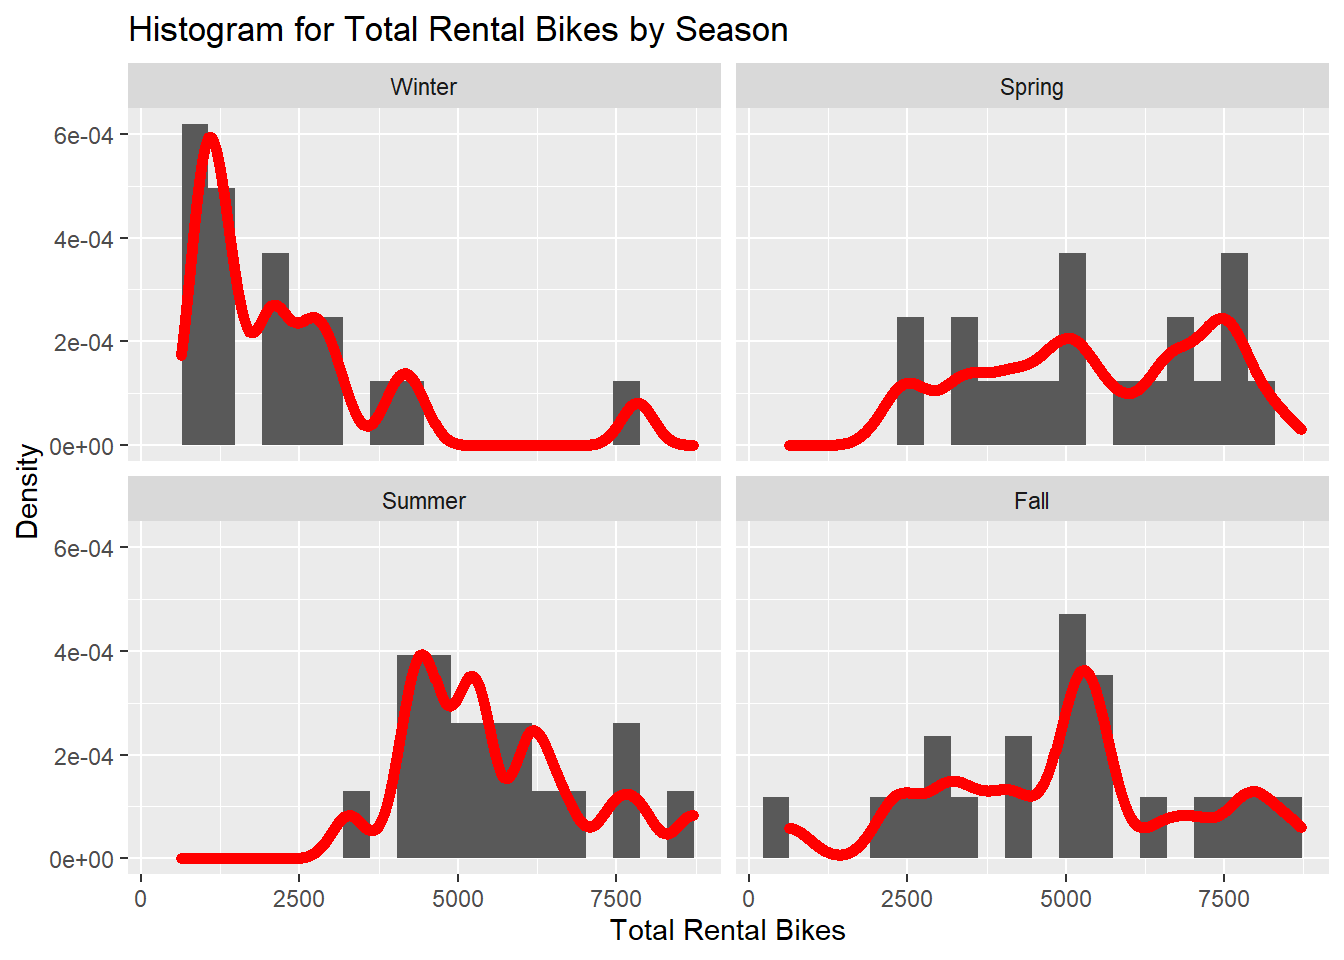 Histogram for Total Rental Bikes by Season
Winter
Spring
6e-04
4e-04
2e-04
0e+00
Summer
Fall
6e-04
4e-04
2e-04
0e+00
Density
0
2500
5000
7500
0
2500
5000
7500
Total Rental Bikes